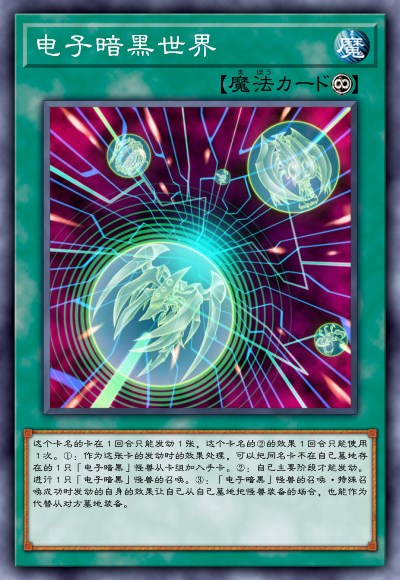 电子暗黑世界
魔
【魔法カード】
ま ほう
这个卡名的卡在1回合只能发动1张，这个卡名的②的效果1回合只能使用
1次。①：作为这张卡的发动时的效果处理，可以把同名卡不在自己墓地存
在的1只「电子暗黑」怪兽从卡组加入手卡。②：自己主要阶段才能发动。
进行1只「电子暗黑」怪兽的召唤。③：「电子暗黑」怪兽的召唤·特殊召
唤成功时发动的自身的效果让自己从自己墓地把怪兽装备的场合，也能作为
代替从对方墓地装备。